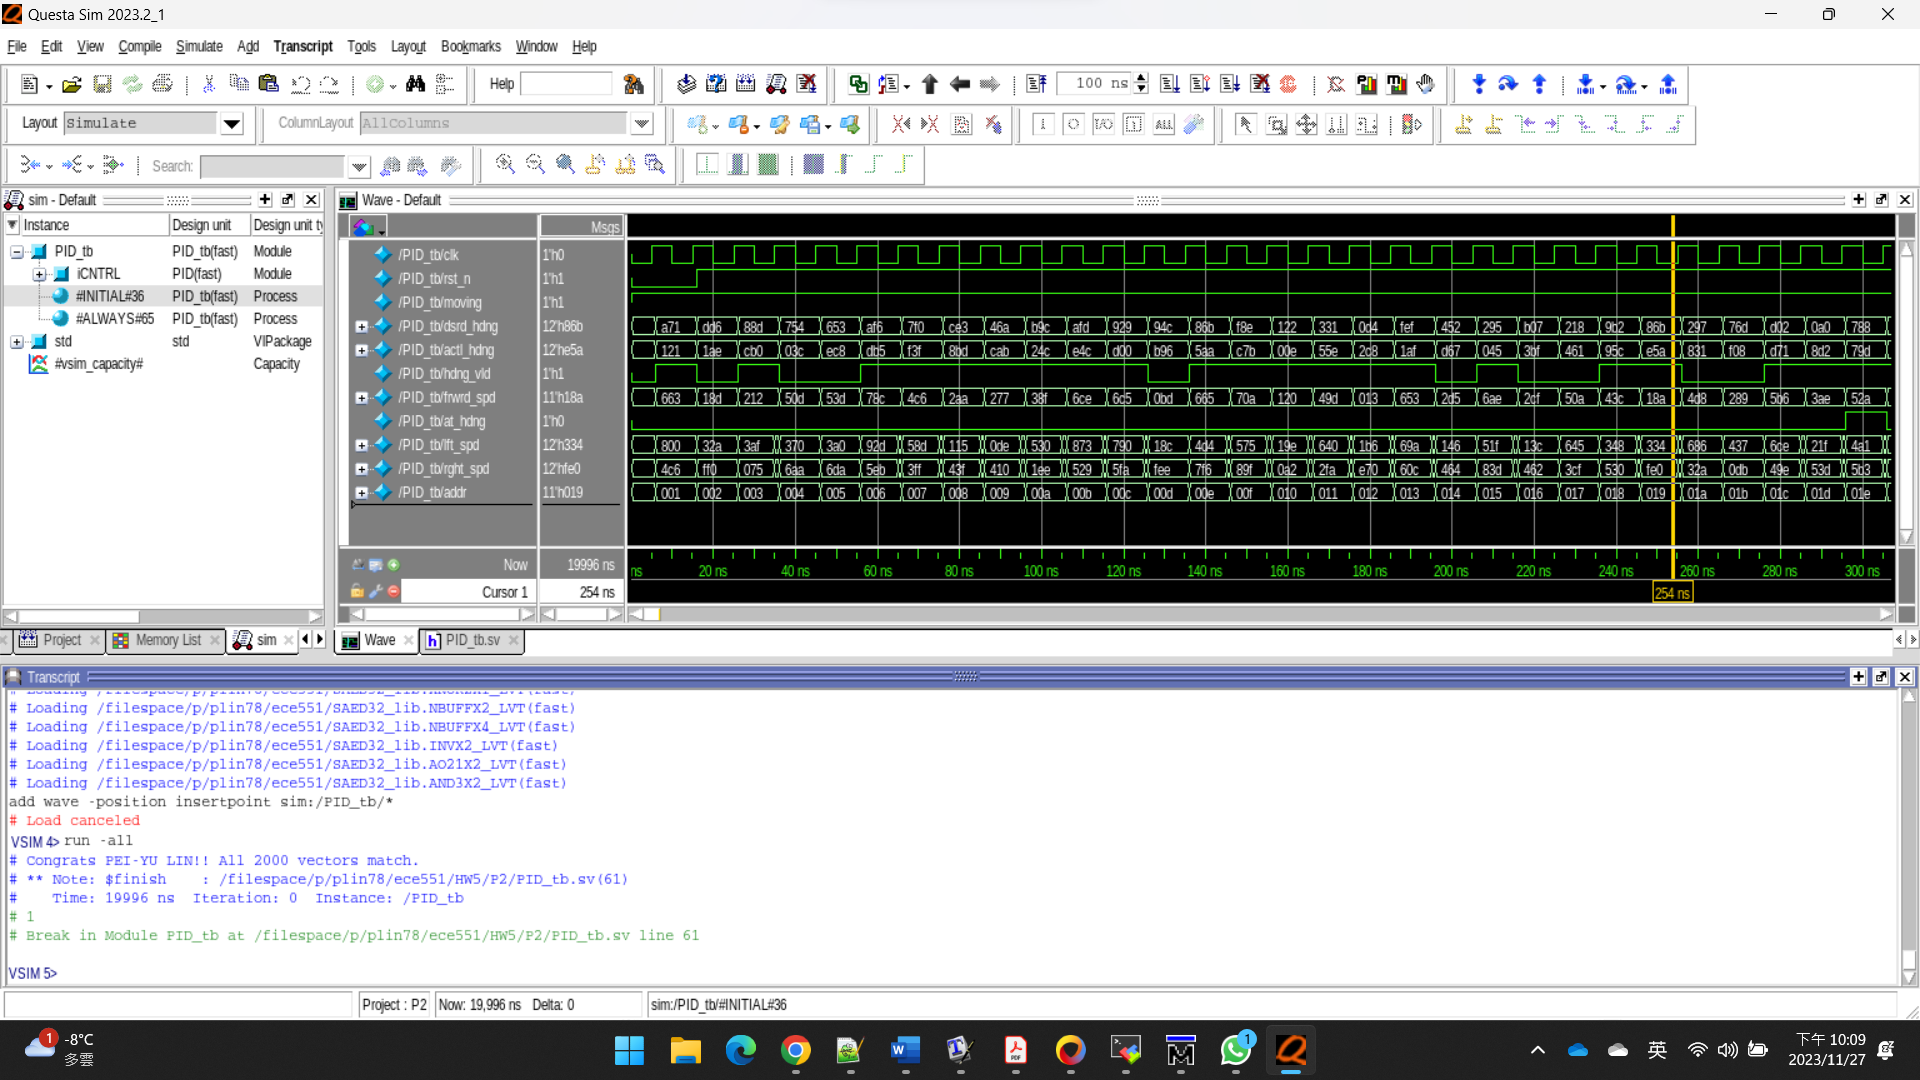 Questa Sim 2023.2_1
File Edit View Compile Simulate Add Transcript Tools Layout Bookmarks Window Help
Help
100 ns
Layout Simulate ColumnLayout AllColumns
Search:
sim - Default
Instance Design unit Design unit ty
PID_tb PID_tb(fast) Module
iCNTRL PID(fast) Module
#INITIAL#36 PID_tb(fast) Process
#ALWAYS#65 PID_tb(fast) Process
std std VIPackage
#vsim_capacity# Capacity
Project Memory List sim
Wave - Default
Msgs
/PID_tb/clk 1'h0
/PID_tb/rst_n 1'h1
/PID_tb/moving 1'h1
/PID_tb/dsrd_hdng 12'h86b a71 dd6 88d 754 653 af6 7f0 ce3 46a b9c afd 929 94c 86b f8e 122 331 0d4 fef 452 295 b07 218 9b2 86b 297 76d d02 0a0 788
/PID_tb/actl_hdng 12'he5a 121 1ae cb0 03c ec8 db5 f3f 8bd cab 24c e4c d00 b96 5aa c7b 00e 55e 2c8 1af d67 045 3bf 461 95c e5a 831 f08 d71 8d2 79d
/PID_tb/hdng_vld 1'h1
/PID_tb/frwrd_spd 11'h18a 663 18d 212 50d 53d 78c 4c6 2aa 277 38f 6ce 6c5 0bd 665 70a 120 49d 013 653 2d5 6ae 2cf 50a 43c 18a 4d8 289 5b6 3ae 52a
/PID_tb/at_hdng 1'h0
/PID_tb/lft_spd 12'h334 800 32a 3af 370 3a0 92d 58d 115 0de 530 873 790 18c 4d4 575 19e 640 1b6 69a 146 51f 13c 645 348 334 686 437 6ce 21f 4a1
/PID_tb/rght_spd 12'hfe0 4c6 ff0 075 6aa 6da 5eb 3ff 43f 410 1ee 529 5fa fee 7f6 89f 0a2 2fa e70 60c 464 83d 462 3cf 530 fe0 32a 0db 49e 53d 5b3
/PID_tb/addr 11'h019 001 002 003 004 005 006 007 008 009 00a 00b 00c 00d 00e 00f 010 011 012 013 014 015 016 017 018 019 01a 01b 01c 01d 01e
Now 19996 ns ns 20 ns 40 ns 60 ns 80 ns 100 ns 120 ns 140 ns 160 ns 180 ns 200 ns 220 ns 240 ns 260 ns 280 ns 300 ns
Cursor 1 254 ns 254 ns
Wave PID_tb.sv
Transcript
# Loading /filespace/p/plin78/ece551/SAED32_lib.NBUFFX2_LVT(fast)
# Loading /filespace/p/plin78/ece551/SAED32_lib.NBUFFX4_LVT(fast)
# Loading /filespace/p/plin78/ece551/SAED32_lib.INVX2_LVT(fast)
# Loading /filespace/p/plin78/ece551/SAED32_lib.AO21X2_LVT(fast)
# Loading /filespace/p/plin78/ece551/SAED32_lib.AND3X2_LVT(fast)
add wave -position insertpoint sim:/PID_tb/*
# Load canceled
VSIM 4> run -all
# Congrats PEI-YU LIN!! All 2000 vectors match.
# ** Note: $finish : /filespace/p/plin78/ece551/HW5/P2/PID_tb.sv(61)
# Time: 19996 ns Iteration: 0 Instance: /PID_tb
# 1
# Break in Module PID_tb at /filespace/p/plin78/ece551/HW5/P2/PID_tb.sv line 61
VSIM 5>
Project : P2 Now: 19,996 ns Delta: 0 sim:/PID_tb/#INITIAL#36
1 -8°C
多雲
1
英
下午 10:09
2023/11/27